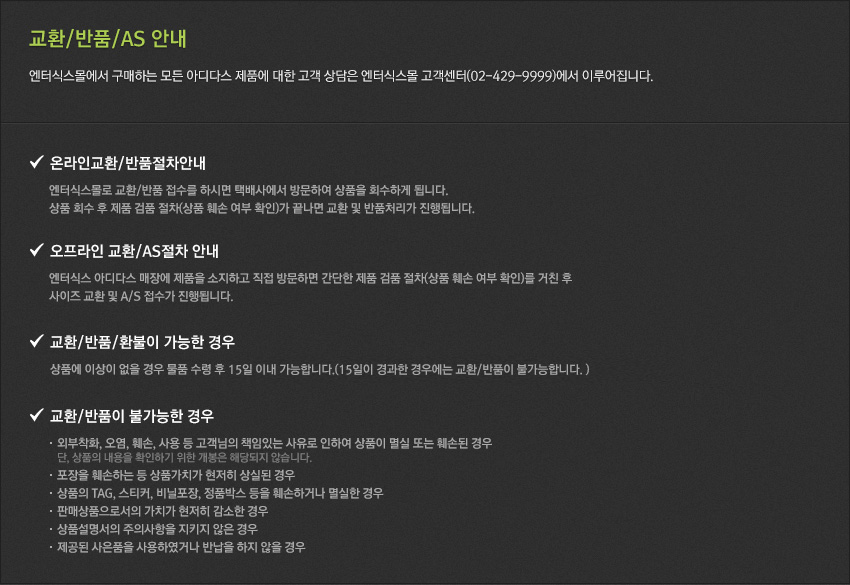 교환/반품/AS 안내
엔터식스몰에서 구매하는 모든 아디다스 제품에 대한 고객 상담은 엔터식스몰 고객센터(02-429-9999)에서 이루어집니다.
온라인교환/반품절차안내
엔터식스몰로 교환/반품 접수를 하시면 택배사에서 방문하여 상품을 회수하게 됩니다.
상품 회수 후 제품 검품 절차(상품 훼손 여부 확인)가 끝나면 교환 및 반품처리가 진행됩니다.
오프라인 교환/AS절차 안내
엔터식스 아디다스 매장에 제품을 소지하고 직접 방문하면 간단한 제품 검품 절차(상품 훼손 여부 확인)를 거친 후
사이즈 교환 및 A/S 접수가 진행됩니다.
교환/반품/환불이 가능한 경우
상품에 이상이 없을 경우 물품 수령 후 15일 이내 가능합니다.(15일이 경과한 경우에는 교환/반품이 불가능합니다. )
교환/반품이 불가능한 경우
· 외부착화, 오염, 훼손, 사용 등 고객님의 책임있는 사유로 인하여 상품이 멸실 또는 훼손된 경우
단, 상품의 내용을 확인하기 위한 개봉은 해당되지 않습니다.
· 포장을 훼손하는 등 상품가치가 현저히 상실된 경우
· 상품의 TAG, 스티커, 비닐포장, 정품박스 등을 훼손하거나 멸실한 경우
· 판매상품으로서의 가치가 현저히 감소한 경우
· 상품설명서의 주의사항을 지키지 않은 경우
· 제공된 사은품을 사용하였거나 반납을 하지 않을 경우